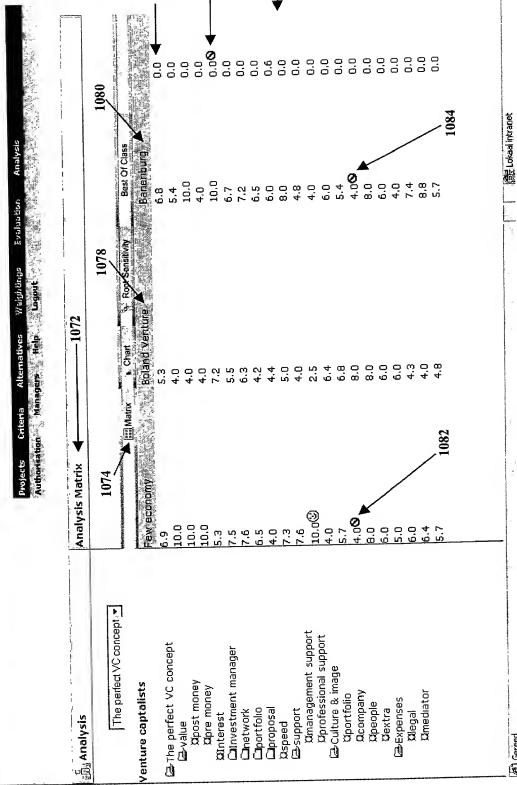 Projects Criteria Alternatives Weightings Evaluation Analysis
Authorisation Managers Help Logout
1072
Analysis Analysis Matrix
1074 1078 1080
The perfect VC concept Matrix Chart Root Sensitivity Best Of Class
Venture captalists Few economy Boland Venture Banenburg
The perfect VC concept 6.9 5.3 6.8 0.0
value 10.0 4.0 5.4 0.0
post money 10.0 4.0 10.0 0.0
pre money 10.0 4.0 4.0 0.0
Interest 5.3 7.2 10.0 0.0
Investment manager 7.5 5.5 6.7 0.0
network 7.6 6.3 7.2 0.0
portfolio 6.5 4.2 6.5 0.0
proposal 4.0 4.4 6.0 0.6
speed 7.3 5.0 8.0 0.0
support 7.6 4.0 4.8 0.0
management support 10.0 2.5 4.0 0.0
professional support 4.0 6.4 6.0 0.0
Culture & image 5.7 6.8 5.4 0.0
portfolio 4.0 8.0 4.0 0.0
company 8.0 8.0 8.0 0.0
people 6.0 6.0 6.0 0.0
extra 5.0 6.0 4.0 0.0
Expenses 6.0 4.3 7.4 0.0
legal 6.4 4.0 8.8 0.0
mediator 5.7 4.8 5.7 0.0
1082 1084
Gereed Lokaal intranet